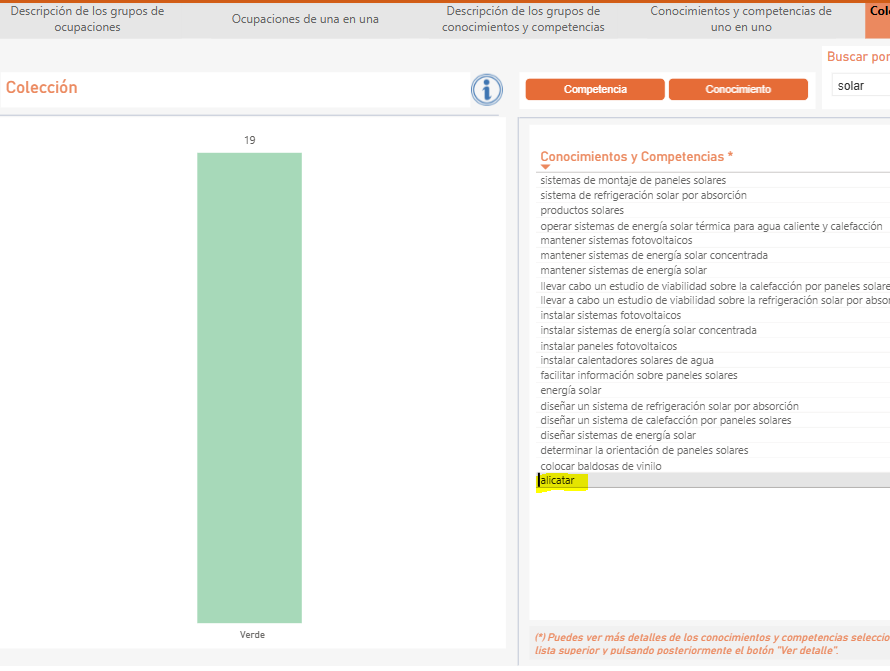 Descripción de los grupos de
ocupaciones
Ocupaciones de una en una
Descripción de los grupos de
conocimientos y competencias
Conocimientos y competencias de
uno en uno
Col
Buscar por
solar
Colección
Competencia
Conocimiento
19
Verde
Conocimientos y Competencias *
sistemas de montaje de paneles solares
sistema de refrigeración solar por absorción
productos solares
operar sistemas de energía solar térmica para agua caliente y calefacción
mantener sistemas fotovoltaicos
mantener sistemas de energía solar concentrada
mantener sistemas de energía solar
llevar cabo un estudio de viabilidad sobre la calefacción por paneles solare
llevar a cabo un estudio de viabilidad sobre la refrigeración solar por absor
instalar sistemas fotovoltaicos
instalar sistemas de energía solar concentrada
instalar paneles fotovoltaicos
instalar calentadores solares de agua
facilitar información sobre paneles solares
energía solar
diseñar un sistema de refrigeración solar por absorción
diseñar un sistema de calefacción por paneles solares
diseñar sistemas de energía solar
determinar la orientación de paneles solares
colocar baldosas de vinilo
alicatar
(*) Puedes ver más detalles de los conocimientos y competencias seleccio
lista superior y pulsando posteriormente el botón "Ver detalle".